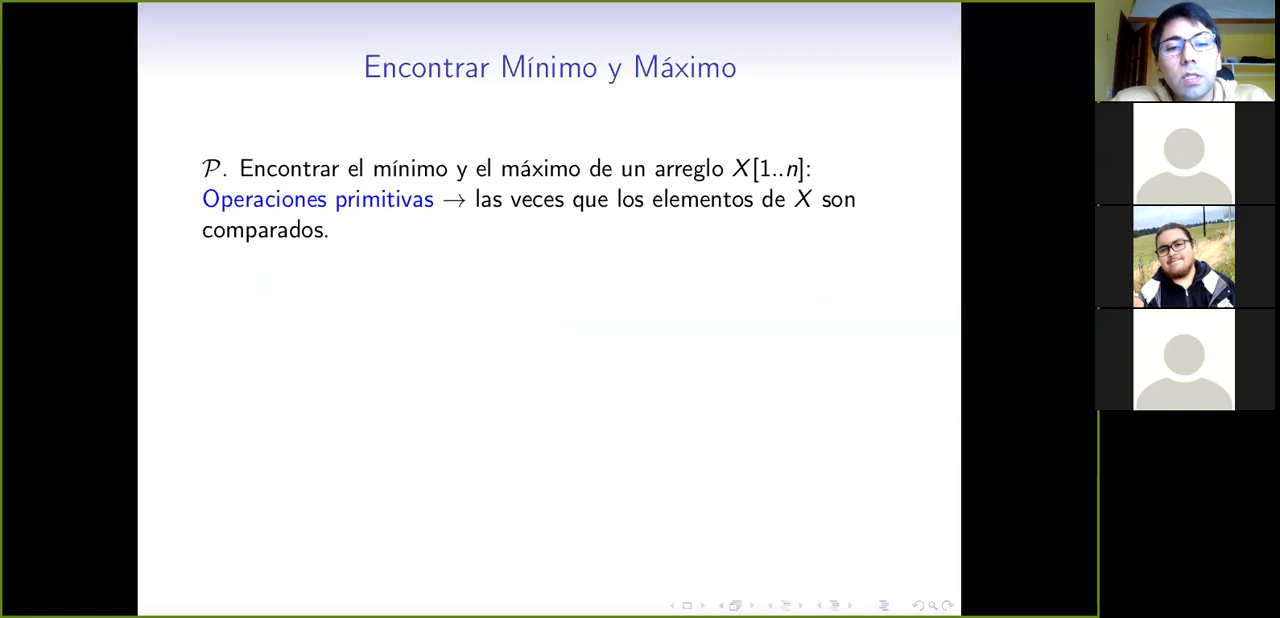 Encontrar Mínimo y Máximo
𝒫. Encontrar el mínimo y el máximo de un arreglo X[1..n]:
Operaciones primitivas → las veces que los elementos de X son
comparados.